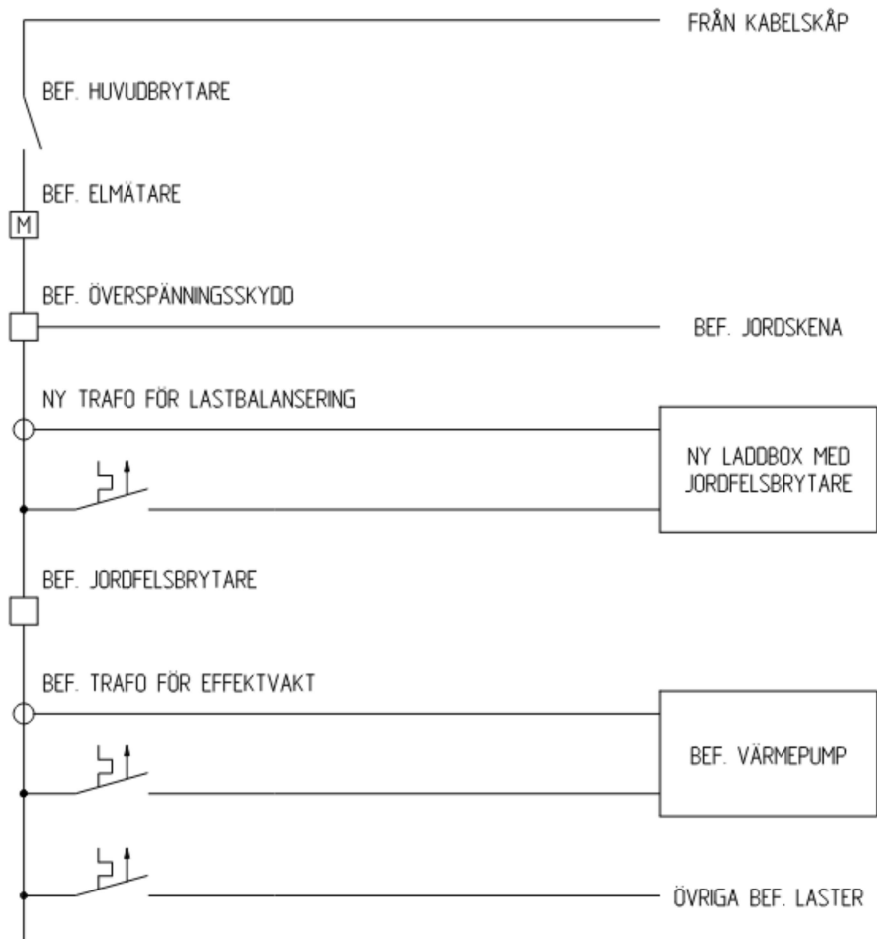 FRÅN KABELSKÅP
BEF. HUVUDBRYTARE
BEF. ELMÄTARE
M
BEF. ÖVERSPÄNNINGSSKYDD
BEF. JORDSKENA
NY TRAFO FÖR LASTBALANSERING
NY LADDBOX MED
JORDFELSBRYTARE
BEF. JORDFELSBRYTARE
BEF. TRAFO FÖR EFFEKTVAKT
BEF. VÄRMEPUMP
ÖVRIGA BEF. LASTER